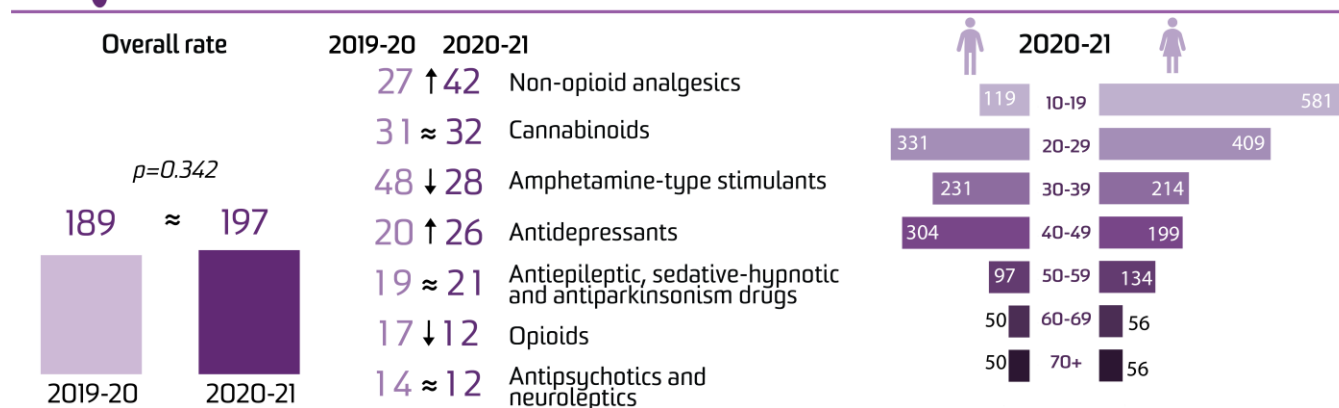 Overall rate
p=0.342
189 ≈ 197
2019-20 2020-21
2019-20 2020-21
27 ↑ 42 Non-opioid analgesics
31 ≈ 32 Cannabinoids
48 ↓ 28 Amphetamine-type stimulants
20 ↑ 26 Antidepressants
19 ≈ 21 Antiepileptic, sedative-hypnotic
and antiparkinsonism drugs
17 ↓ 12 Opioids
14 ≈ 12 Antipsychotics and
neuroleptics
2020-21
119 10-19 581
331 20-29 409
231 30-39 214
304 40-49 199
97 50-59 134
50 60-69 56
50 70+ 56